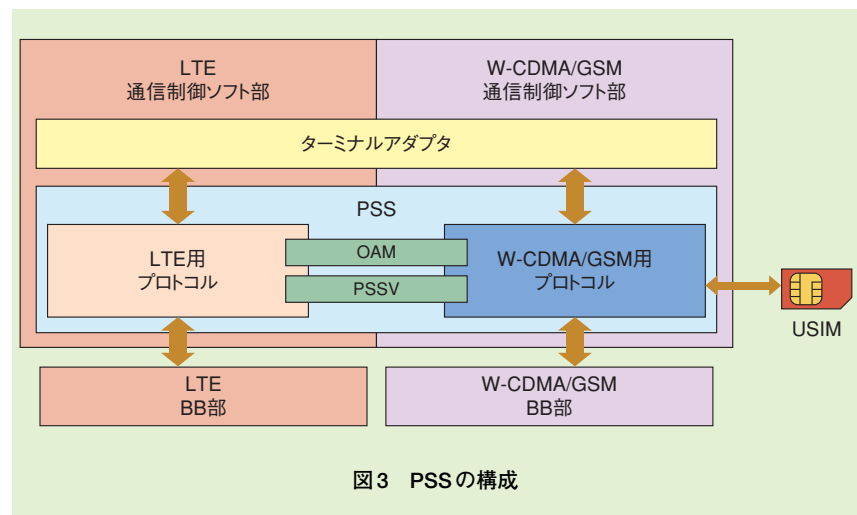 LTE
通信制御ソフト部
W-CDMA/GSM
通信制御ソフト部
ターミナルアダプタ
PSS
LTE用
プロトコル
OAM
PSSV
W-CDMA/GSM用
プロトコル
USIM
LTE
BB部
W-CDMA/GSM
BB部
図3 PSSの構成